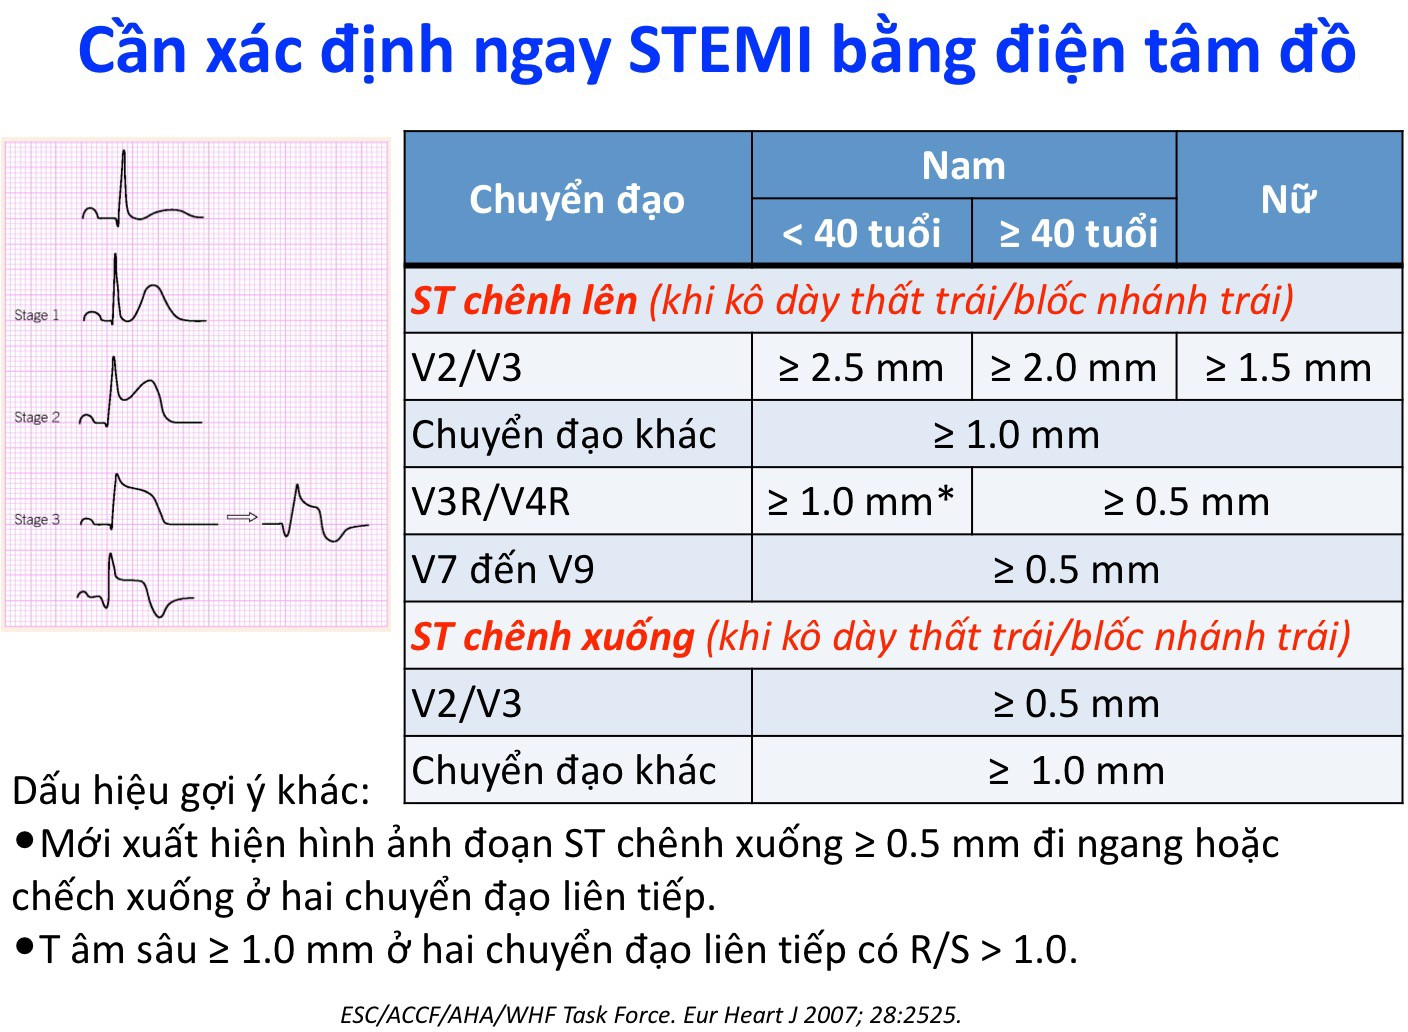 Cần xác định ngay STEMI bằng điện tâm đồ
Stage 1
Stage 2
Stage 3
Chuyển đạo
Nam
Nữ
< 40 tuổi
≥ 40 tuổi
ST chênh lên (khi kô dày thất trái/blốc nhánh trái)
V2/V3 ≥ 2.5 mm ≥ 2.0 mm ≥ 1.5 mm
Chuyển đạo khác ≥ 1.0 mm
V3R/V4R ≥ 1.0 mm* ≥ 0.5 mm
V7 đến V9 ≥ 0.5 mm
ST chênh xuống (khi kô dày thất trái/blốc nhánh trái)
V2/V3 ≥ 0.5 mm
Chuyển đạo khác ≥ 1.0 mm
Dấu hiệu gợi ý khác:
•Mới xuất hiện hình ảnh đoạn ST chênh xuống ≥ 0.5 mm đi ngang hoặc
chếch xuống ở hai chuyển đạo liên tiếp.
•T âm sâu ≥ 1.0 mm ở hai chuyển đạo liên tiếp có R/S > 1.0.
ESC/ACCF/AHA/WHF Task Force. Eur Heart J 2007; 28:2525.